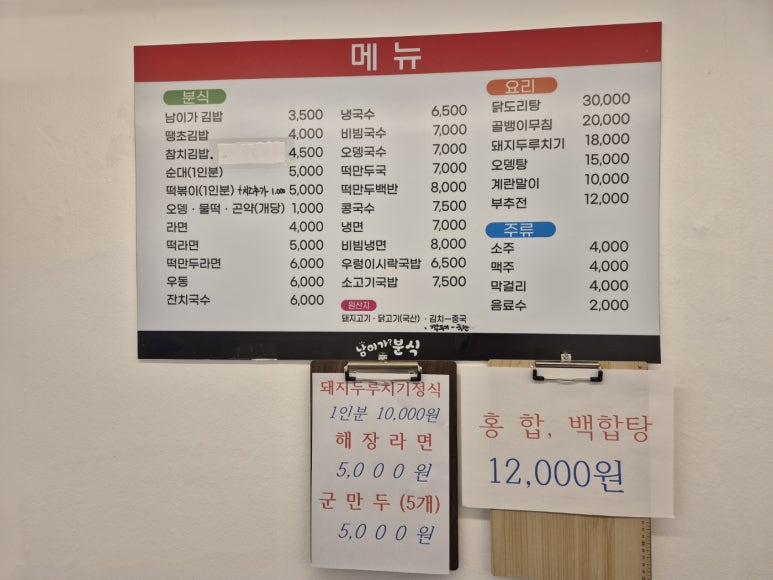 메뉴
분식
남이가 김밥 3,500
땡초김밥 4,000
참치김밥, 4,500
순대(1인분) 5,000
떡볶이(1인분) +치즈추가 1.000 5,000
오뎅 · 물떡 · 곤약(개당) 1,000
라면 4,000
떡라면 5,000
떡만두라면 6,000
우동 6,000
잔치국수 6,000
냉국수 6,500
비빔국수 7,000
오뎅국수 7,000
떡만두국 7,000
떡만두백반 8,000
콩국수 7,500
냉면 7,000
비빔냉면 8,000
우렁이시락국밥 6,500
소고기국밥 7,500
원산지
돼지고기 · 닭고기(국산) · 김치-중국
요리
닭도리탕 30,000
골뱅이무침 20,000
돼지두루치기 18,000
오뎅탕 15,000
계란말이 10,000
부추전 12,000
주류
소주 4,000
맥주 4,000
막걸리 4,000
음료수 2,000
남이가? 분식
돼지두루치기정식
1인분 10,000원
해장라면
5,000원
군만두 (5개)
5,000원
홍합, 백합탕
12,000원